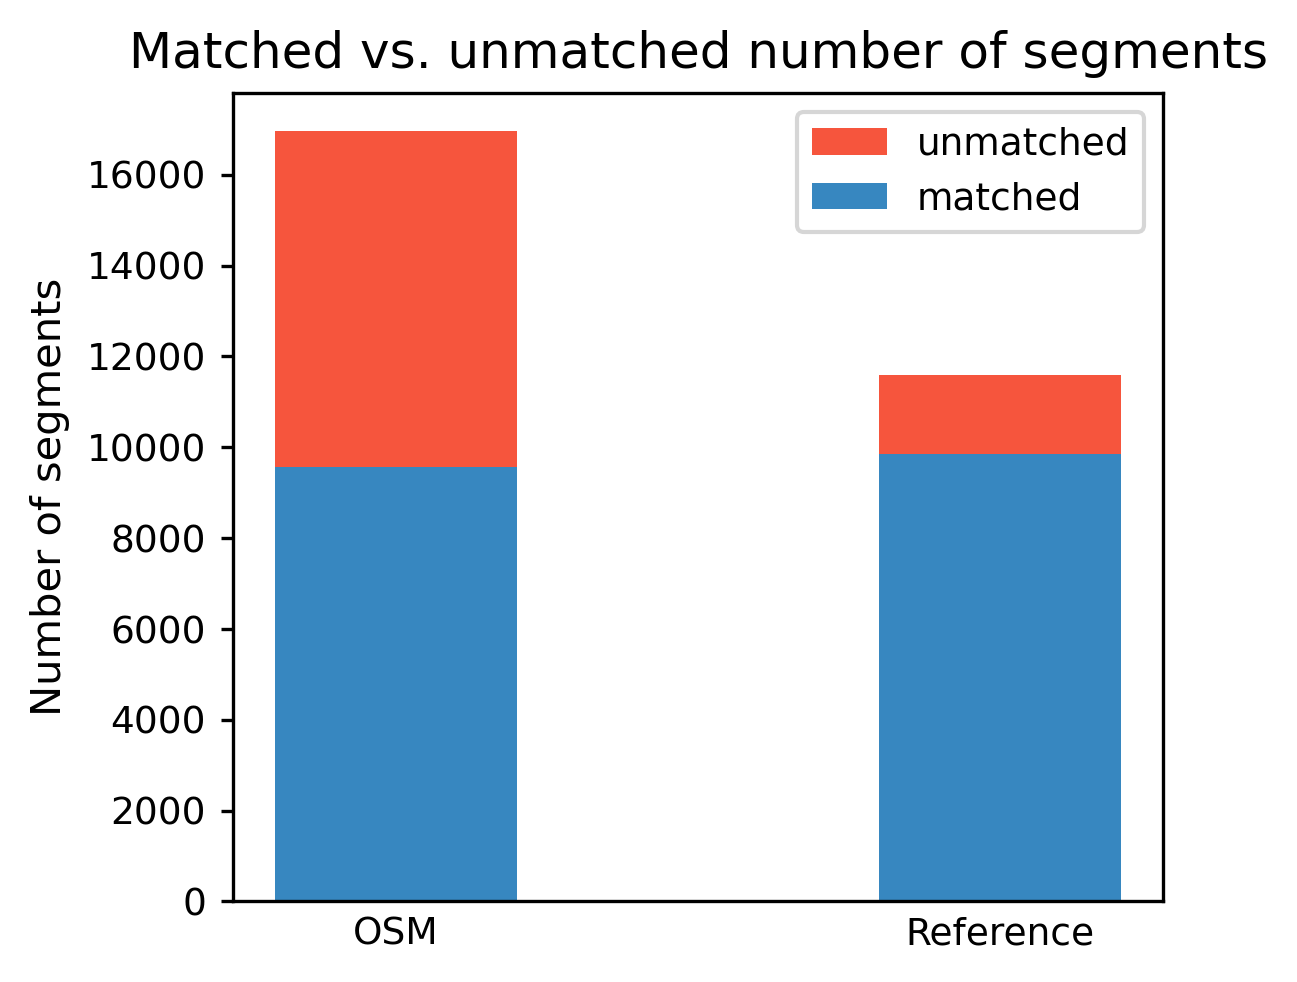 Matched vs. unmatched number of segments
unmatched
matched
Number of segments
16000
14000
12000
10000
8000
6000
4000
2000
0
OSM
Reference